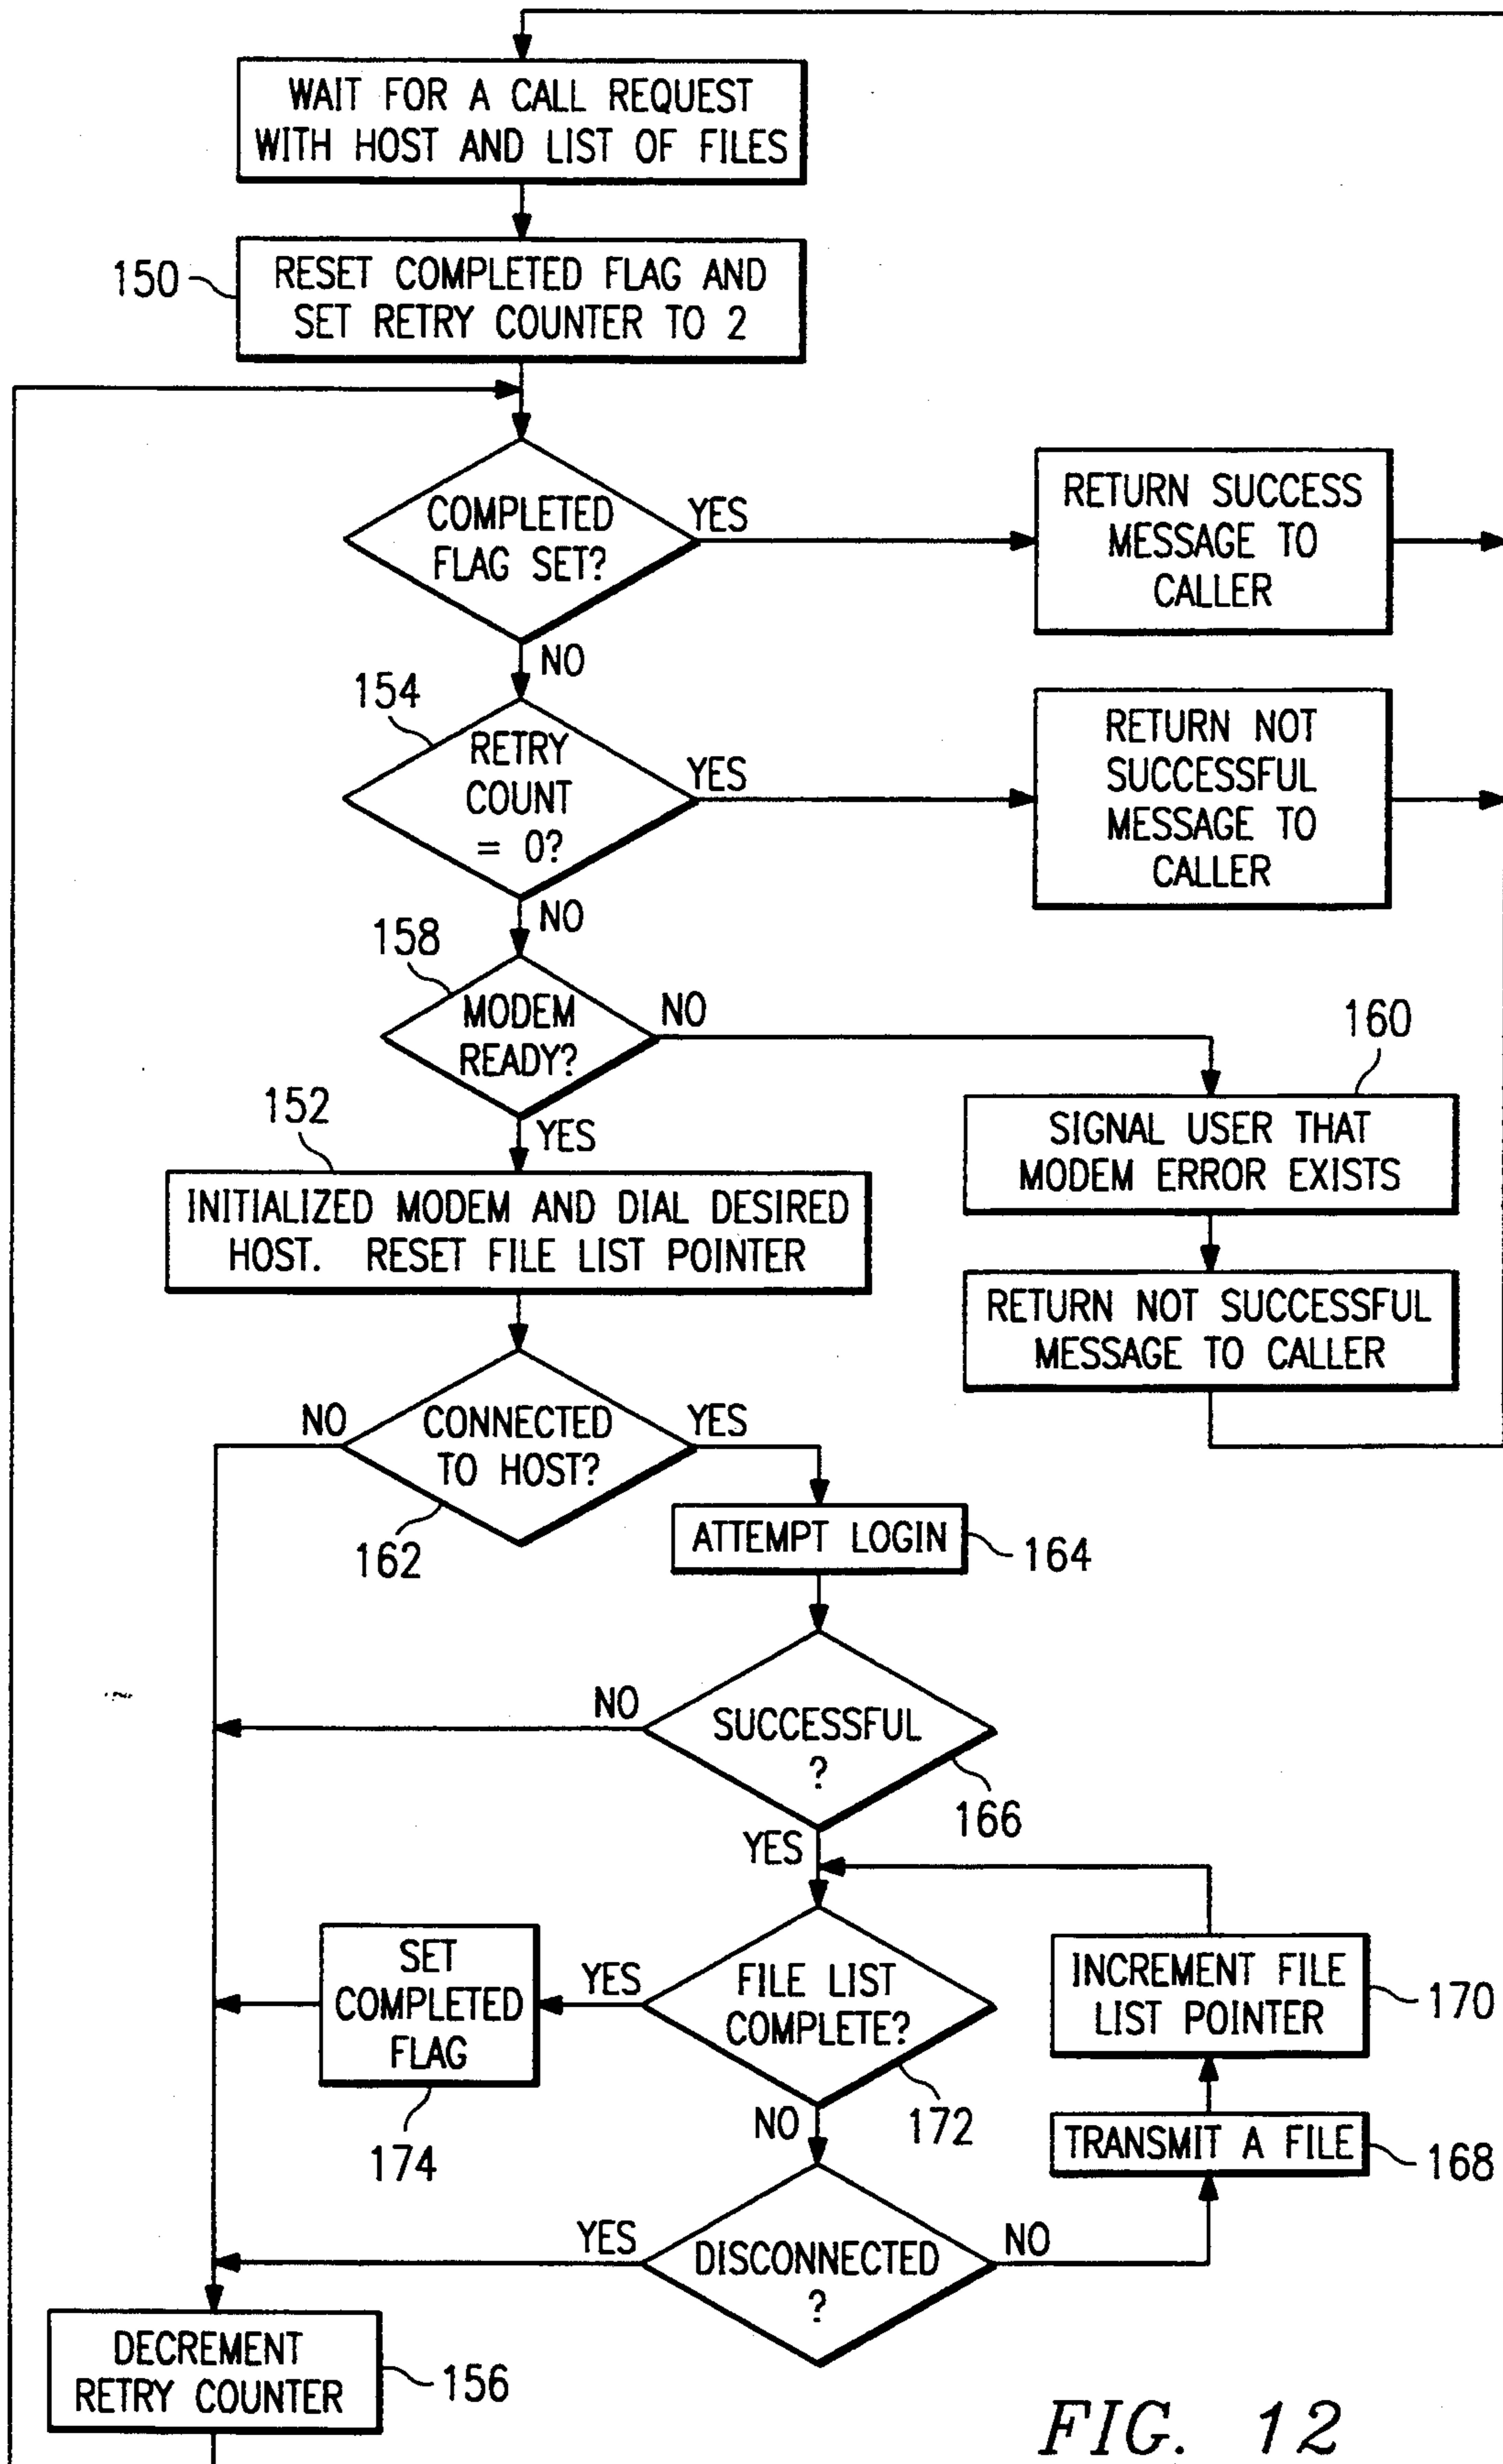 WAIT FOR A CALL REQUEST
WITH HOST AND LIST OF FILES
150
RESET COMPLETED FLAG AND
SET RETRY COUNTER TO 2
COMPLETED
FLAG SET?
YES
RETURN SUCCESS
MESSAGE TO
CALLER
NO
154
RETRY
COUNT
= 0?
YES
RETURN NOT
SUCCESSFUL
MESSAGE TO
CALLER
NO
158
MODEM
READY?
NO
160
SIGNAL USER THAT
MODEM ERROR EXISTS
YES
152
INITIALIZED MODEM AND DIAL DESIRED
HOST. RESET FILE LIST POINTER
RETURN NOT SUCCESSFUL
MESSAGE TO CALLER
NO
CONNECTED
TO HOST?
YES
162
ATTEMPT LOGIN
164
NO
SUCCESSFUL
?
166
YES
SET
COMPLETED
FLAG
174
YES
FILE LIST
COMPLETE?
172
INCREMENT FILE
LIST POINTER
170
NO
TRANSMIT A FILE
168
YES
DISCONNECTED
?
NO
DECREMENT
RETRY COUNTER
156
FIG. 12